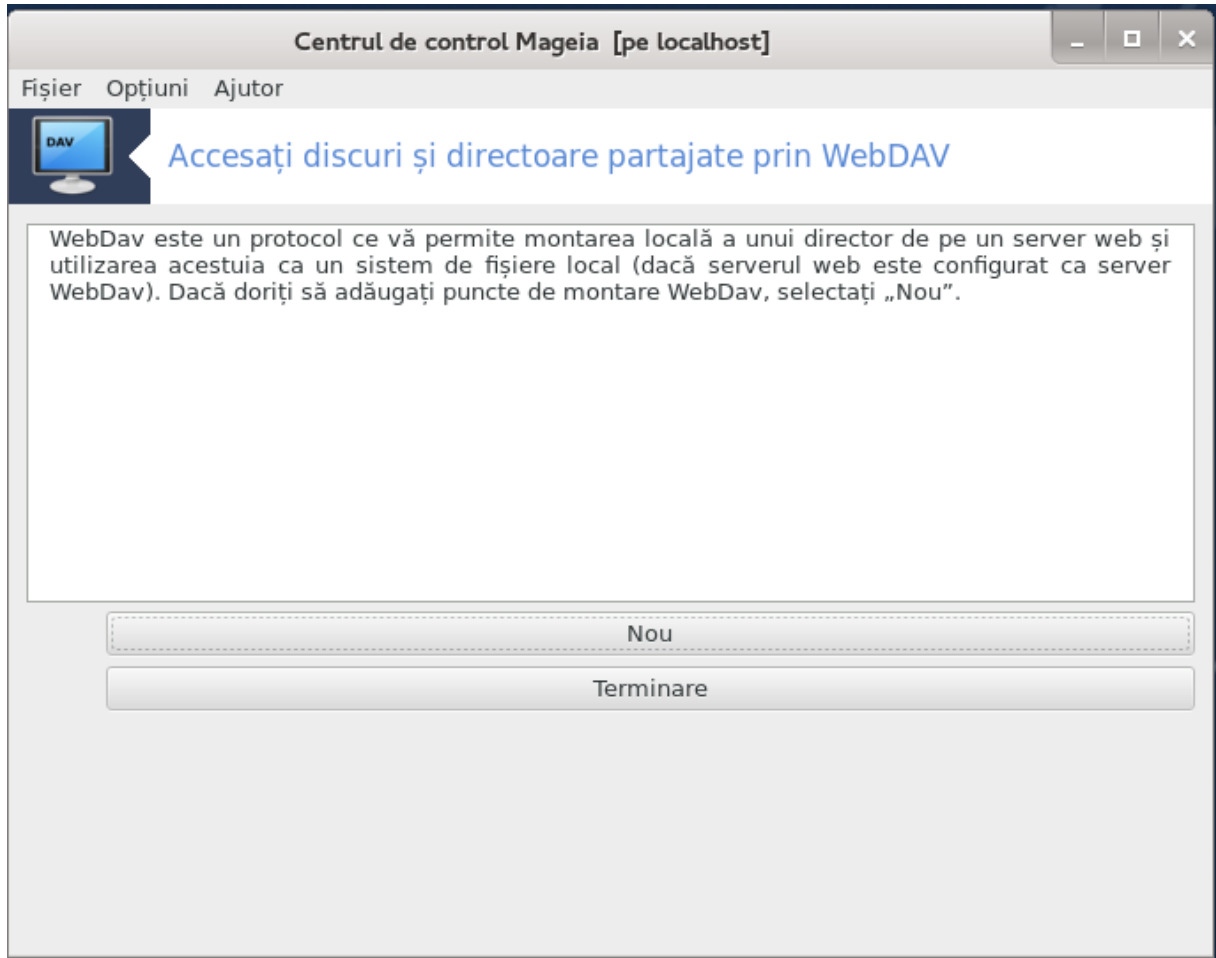 Centrul de control Mageia [pe localhost]
Fișier Opțiuni Ajutor
DAV
Accesați discuri și directoare partajate prin WebDAV
WebDav este un protocol ce vă permite montarea locală a unui director de pe un server web și
utilizarea acestuia ca un sistem de fișiere local (dacă serverul web este configurat ca server
WebDav). Dacă doriți să adăugați puncte de montare WebDav, selectați „Nou”.
Nou
Terminare